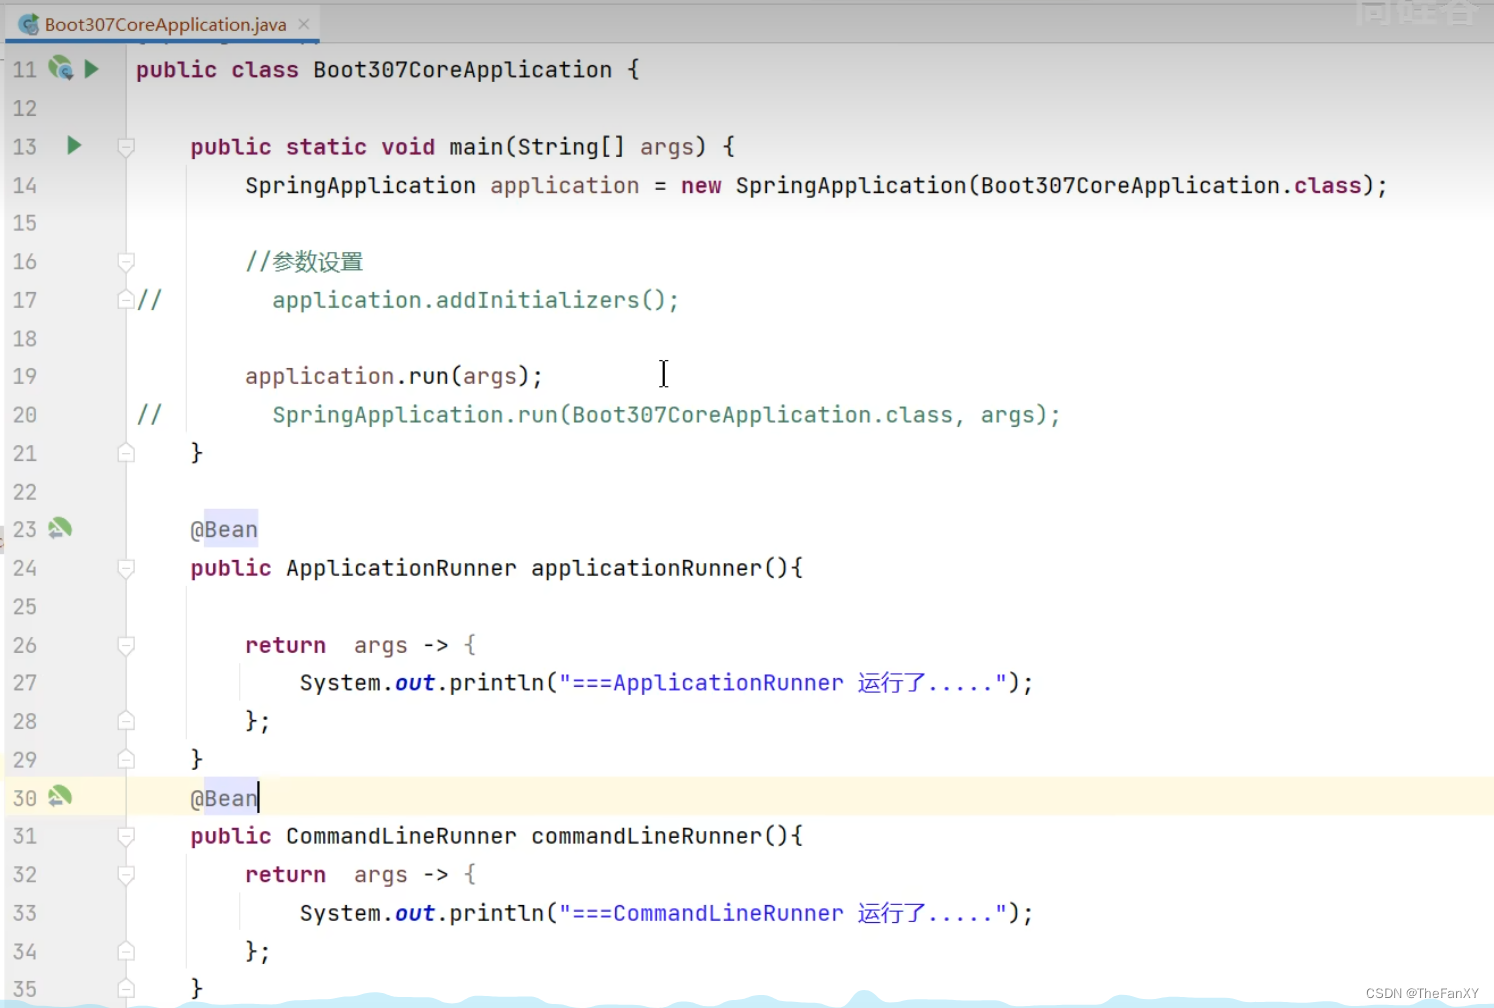 Boot307CoreApplication.java
11 public class Boot307CoreApplication {
12
13 public static void main(String[] args) {
14 SpringApplication application = new SpringApplication(Boot307CoreApplication.class);
15
16 //参数设置
17 // application.addInitializers();
18
19 application.run(args);
20 // SpringApplication.run(Boot307CoreApplication.class, args);
21 }
22
23 @Bean
24 public ApplicationRunner applicationRunner(){
25
26 return  args -> {
27 System.out.println("===ApplicationRunner 运行了.....");
28 };
29 }
30 @Bean
31 public CommandLineRunner commandLineRunner(){
32 return  args -> {
33 System.out.println("===CommandLineRunner 运行了.....");
34 };
35 }
CSDN @TheFanXY